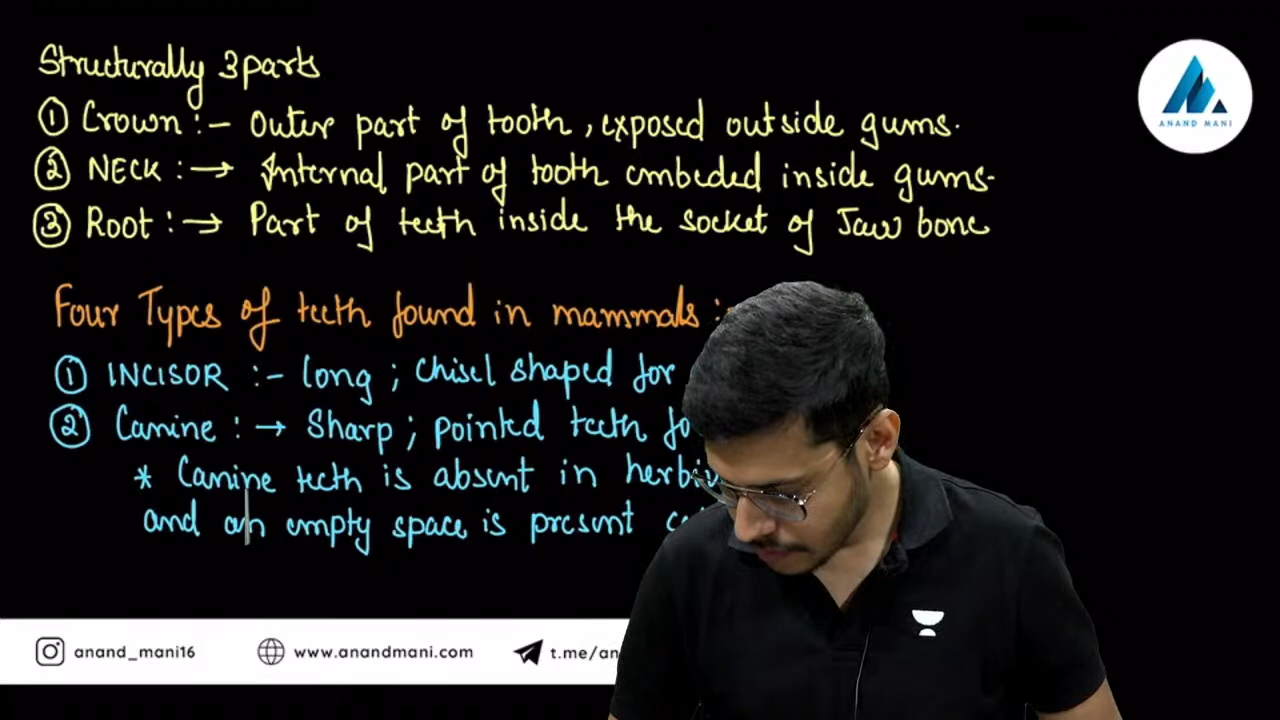 Structurally 3 parts
① Crown :- Outer part of tooth, exposed outside gums.
② NECK :→ Internal part of tooth embeded inside gums.
③ Root :→ Part of teeth inside the socket of Jaw bone
ANAND MANI
Four Types of teeth found in mammals :-
① INCISOR :- long ; chisel shaped for
② Canine :→ Sharp ; pointed teeth fo
* Canine teeth is absent in herbiv
and an empty space is present ca
anand_mani16 www.anandmani.com t.me/an